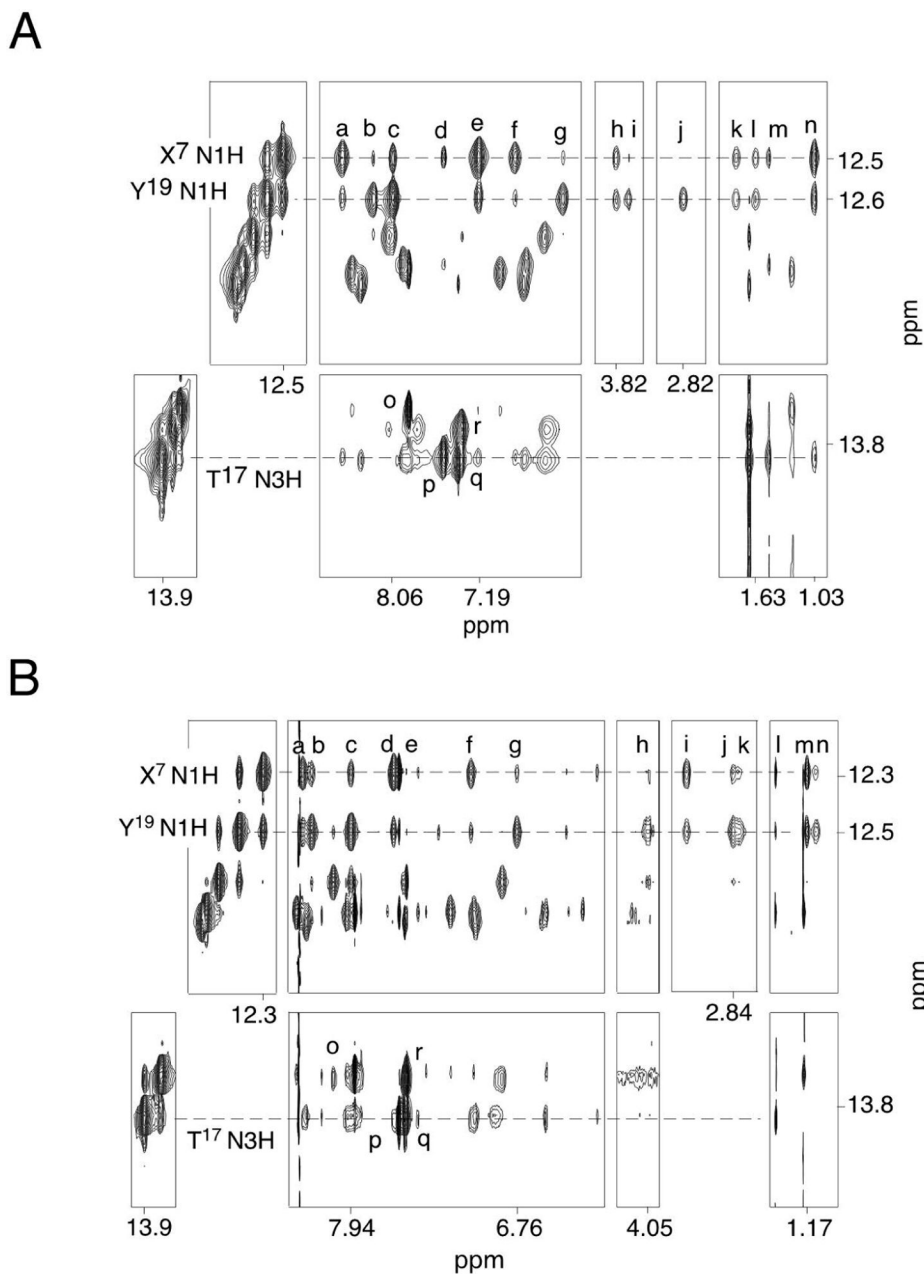 A
a b c d e f g h i j k l m n
X7 N1H
12.5
Y19 N1H
12.6
ppm
12.5
3.82
2.82
o
r
13.8
T17 N3H
p
q
13.9
8.06
7.19
1.63
1.03
ppm
B
a b c d e f g h i j k l m n
X7 N1H
12.3
Y19 N1H
12.5
ppm
12.3
2.84
o
r
13.8
T17 N3H
p
q
13.9
7.94
6.76
4.05
1.17
ppm